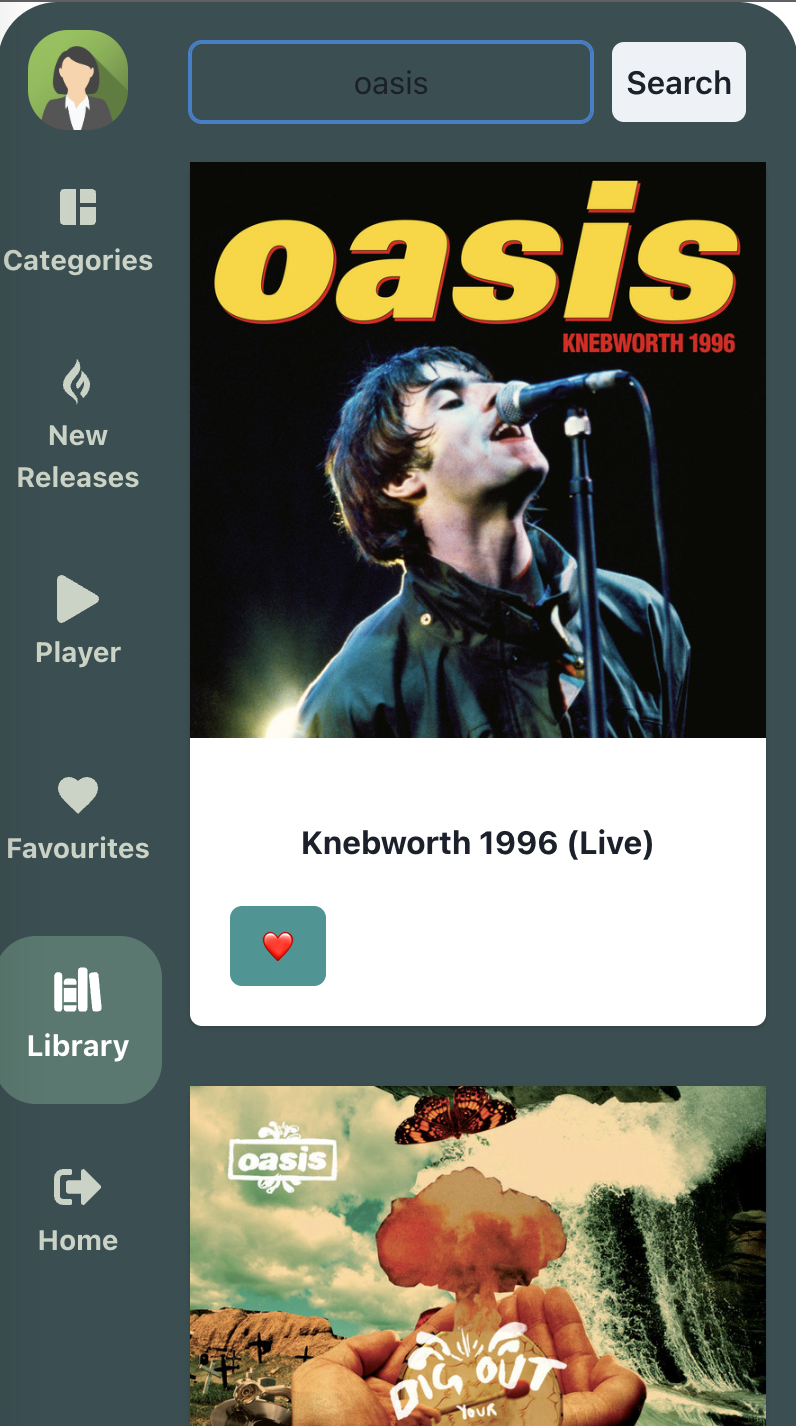 oasis
Search
Categories
New
Releases
Player
Favourites
Library
Home
oasis
KNEBWORTH 1996
Knebworth 1996 (Live)
oasis
DIG OUT
YOUR